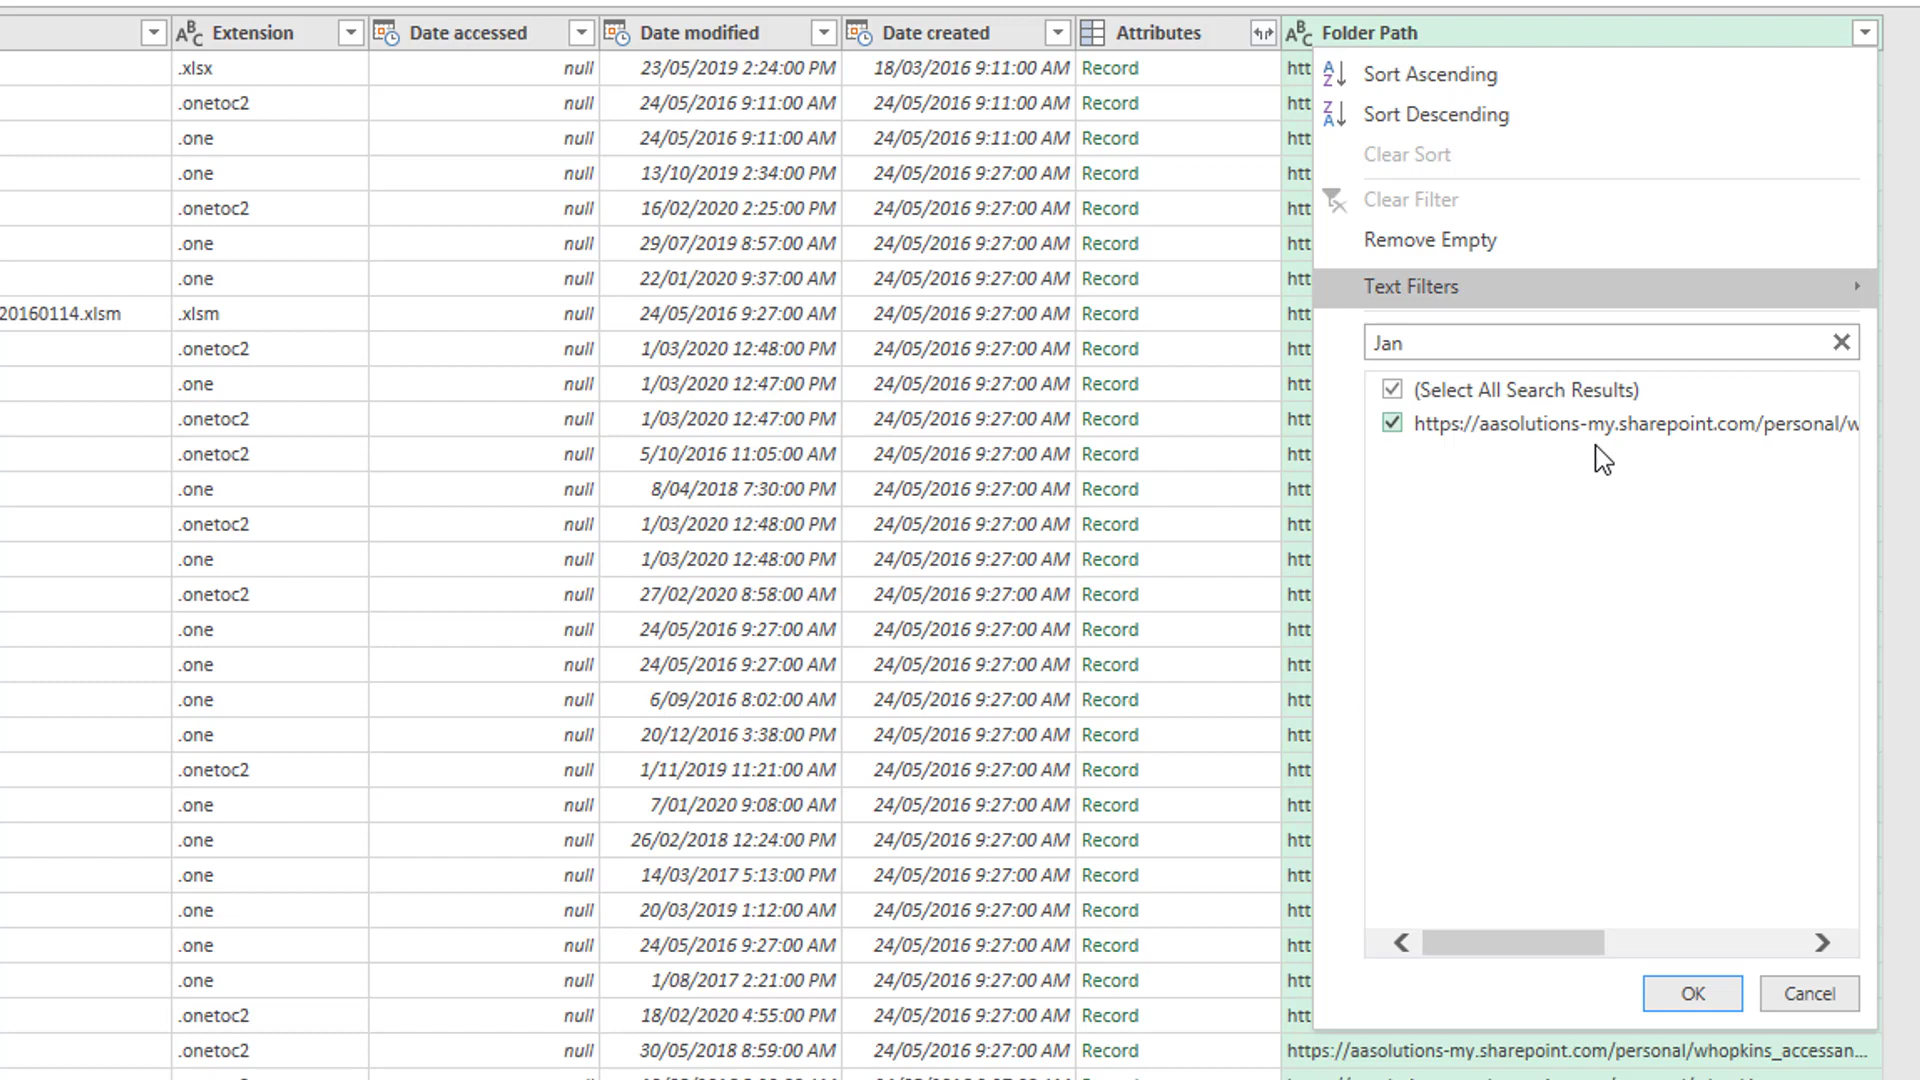 Extension Date accessed Date modified Date created Attributes Folder Path
.xlsx null 23/05/2019 2:24:00 PM 18/03/2016 9:11:00 AM Record htt
.onetoc2 null 24/05/2016 9:11:00 AM 24/05/2016 9:11:00 AM Record htt
.one null 24/05/2016 9:11:00 AM 24/05/2016 9:11:00 AM Record htt
.one null 13/10/2019 2:34:00 PM 24/05/2016 9:27:00 AM Record htt
.onetoc2 null 16/02/2020 2:25:00 PM 24/05/2016 9:27:00 AM Record htt
.one null 29/07/2019 8:57:00 AM 24/05/2016 9:27:00 AM Record htt
.one null 22/01/2020 9:37:00 AM 24/05/2016 9:27:00 AM Record htt
20160114.xlsm .xlsm null 24/05/2016 9:27:00 AM 24/05/2016 9:27:00 AM Record htt
.onetoc2 null 1/03/2020 12:48:00 PM 24/05/2016 9:27:00 AM Record htt
.one null 1/03/2020 12:47:00 PM 24/05/2016 9:27:00 AM Record htt
.onetoc2 null 1/03/2020 12:47:00 PM 24/05/2016 9:27:00 AM Record htt
.onetoc2 null 5/10/2016 11:05:00 AM 24/05/2016 9:27:00 AM Record htt
.one null 8/04/2018 7:30:00 PM 24/05/2016 9:27:00 AM Record htt
.onetoc2 null 1/03/2020 12:48:00 PM 24/05/2016 9:27:00 AM Record htt
.one null 1/03/2020 12:48:00 PM 24/05/2016 9:27:00 AM Record htt
.onetoc2 null 27/02/2020 8:58:00 AM 24/05/2016 9:27:00 AM Record htt
.one null 24/05/2016 9:27:00 AM 24/05/2016 9:27:00 AM Record htt
.one null 24/05/2016 9:27:00 AM 24/05/2016 9:27:00 AM Record htt
.one null 6/09/2016 8:02:00 AM 24/05/2016 9:27:00 AM Record htt
.one null 20/12/2016 3:38:00 PM 24/05/2016 9:27:00 AM Record htt
.onetoc2 null 1/11/2019 11:21:00 AM 24/05/2016 9:27:00 AM Record htt
.one null 7/01/2020 9:08:00 AM 24/05/2016 9:27:00 AM Record htt
.one null 26/02/2018 12:24:00 PM 24/05/2016 9:27:00 AM Record htt
.one null 14/03/2017 5:13:00 PM 24/05/2016 9:27:00 AM Record htt
.one null 20/03/2019 1:12:00 AM 24/05/2016 9:27:00 AM Record htt
.one null 24/05/2016 9:27:00 AM 24/05/2016 9:27:00 AM Record htt
.one null 1/08/2017 2:21:00 PM 24/05/2016 9:27:00 AM Record htt
.onetoc2 null 18/02/2020 4:55:00 PM 24/05/2016 9:27:00 AM Record htt
.onetoc2 null 30/05/2018 8:59:00 AM 24/05/2016 9:27:00 AM Record https://aasolutions-my.sharepoint.com/personal/whopkins_accessan...
Sort Ascending
Sort Descending
Clear Sort
Clear Filter
Remove Empty
Text Filters
Jan
(Select All Search Results)
https://aasolutions-my.sharepoint.com/personal/w
OK Cancel